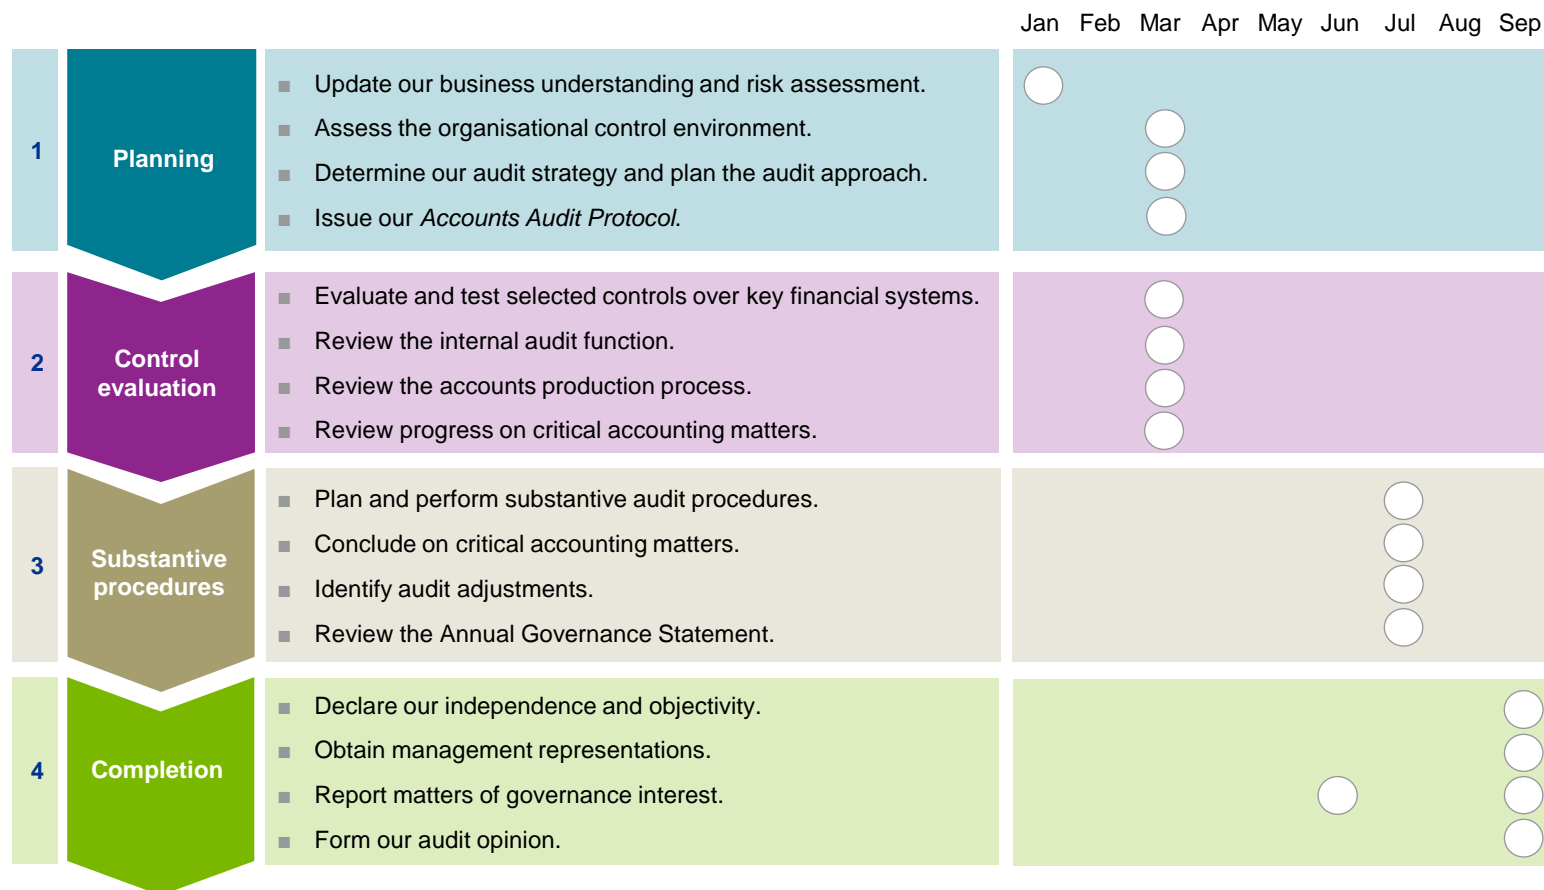 Jan Feb Mar Apr May Jun Jul Aug Sep
1
Planning
Update our business understanding and risk assessment.
Assess the organisational control environment.
Determine our audit strategy and plan the audit approach.
Issue our Accounts Audit Protocol.
2
Control
evaluation
Evaluate and test selected controls over key financial systems.
Review the internal audit function.
Review the accounts production process.
Review progress on critical accounting matters.
3
Substantive
procedures
Plan and perform substantive audit procedures.
Conclude on critical accounting matters.
Identify audit adjustments.
Review the Annual Governance Statement.
4
Completion
Declare our independence and objectivity.
Obtain management representations.
Report matters of governance interest.
Form our audit opinion.